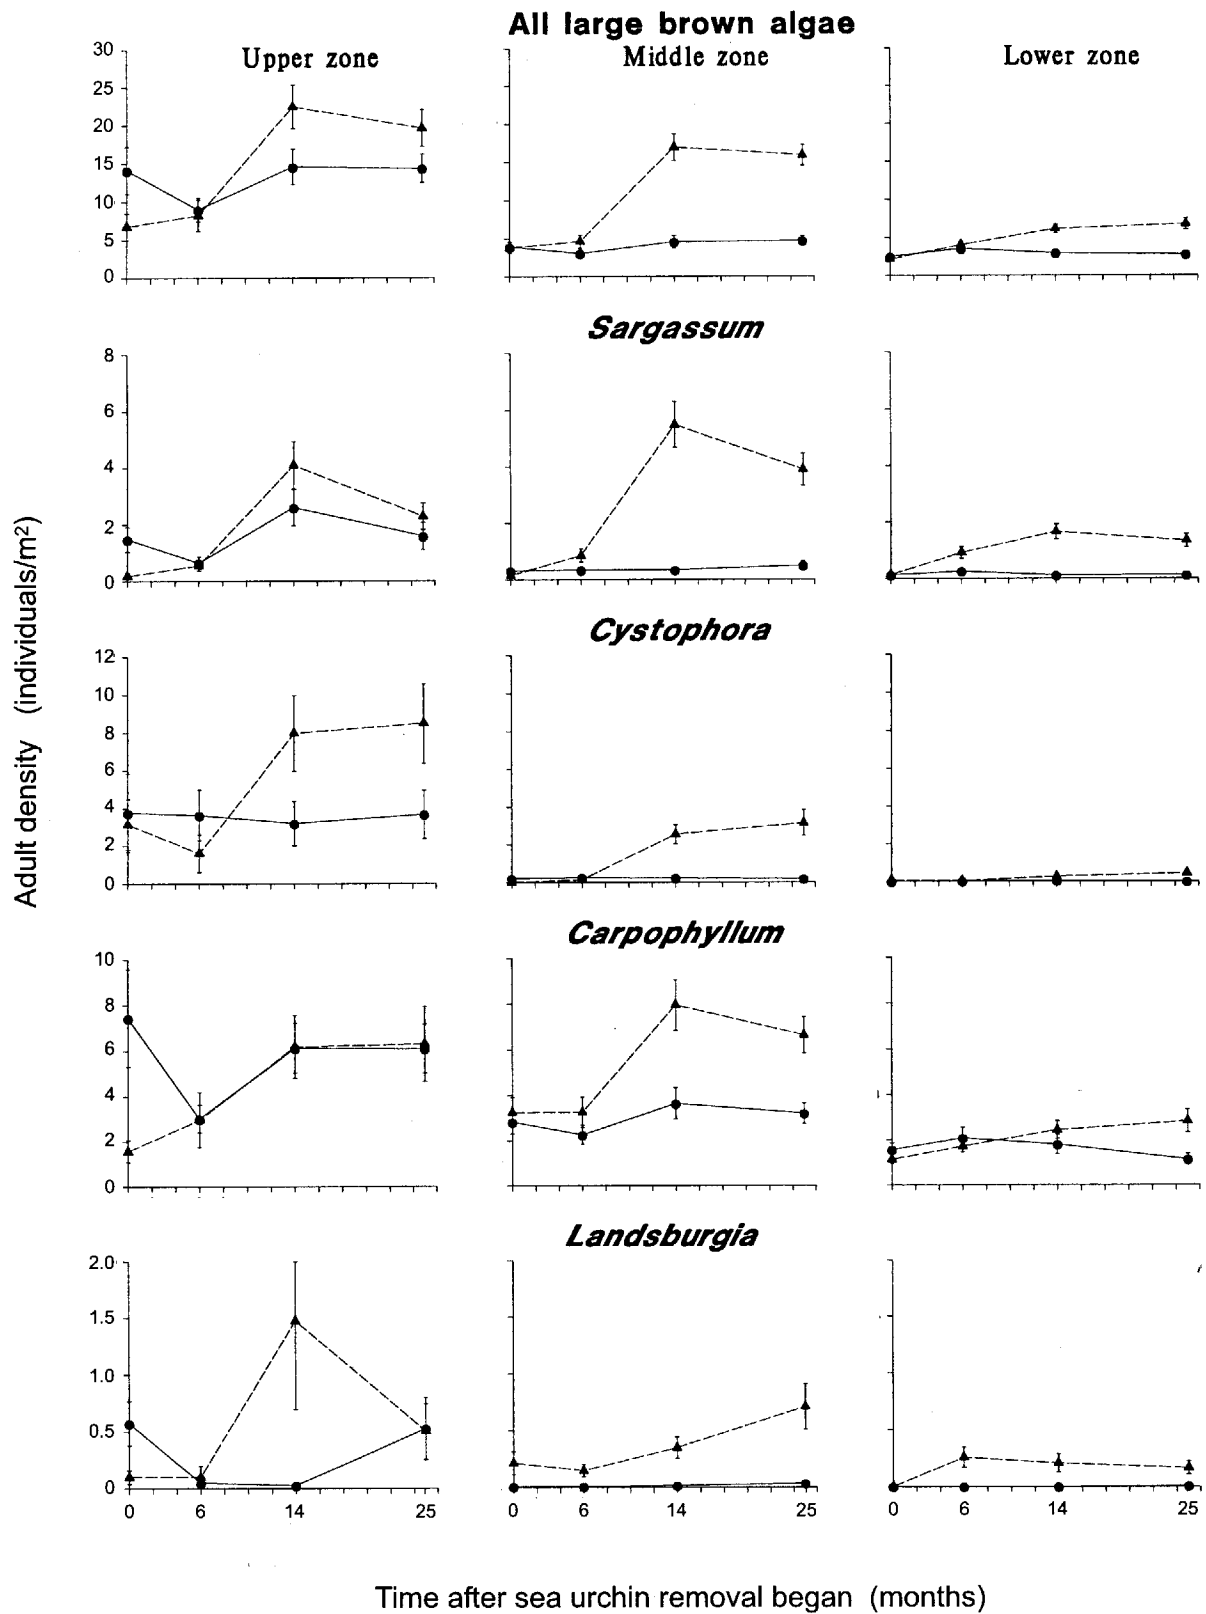 All large brown algae
Upper zone
Middle zone
Lower zone
30
25
20
15
10
5
0
Sargassum
8
6
4
2
0
Cystophora
12
10
8
6
4
2
0
Carpophyllum
10
8
6
4
2
0
Landsburgia
2.0
1.5
1.0
0.5
0
0 6 14 25
0 6 14 25
0 6 14 25
Adult density (individuals/m²)
Time after sea urchin removal began (months)